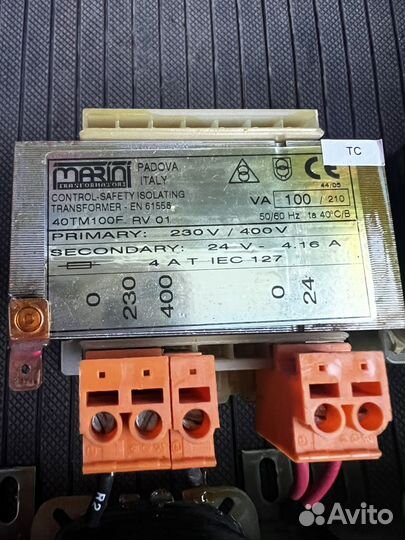 MARINI
TRANSFORMATORI
PADOVA
ITALY
CE
44/05
TC
CONTROL-SAFETY ISOLATING
TRANSFORMER - EN 61558
40TM100F RV 01
VA 100 / 210
50/60 Hz ta 40°C/B
PRIMARY: 230V / 400V
SECONDARY: 24 V - 4.16 A
4 A T IEC 127
0 230 400 0 24
Avito